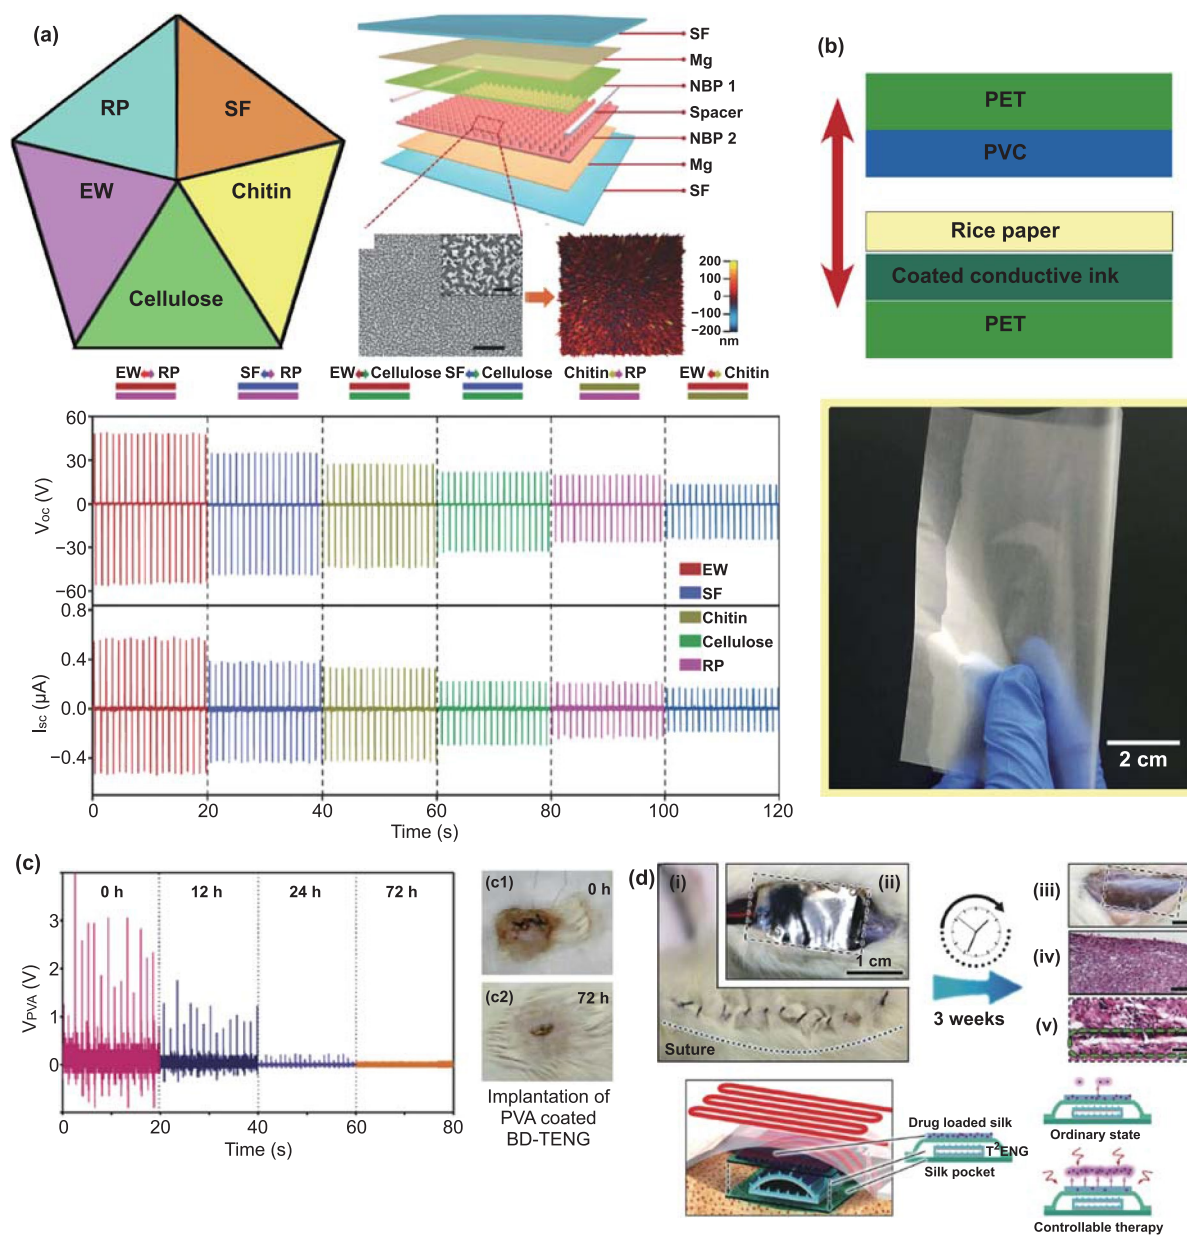 (a)
RP
SF
EW
Chitin
Cellulose
SF
Mg
NBP 1
Spacer
NBP 2
Mg
SF
200
100
0
−100
−200
nm
EW RP
SF RP
EW Cellulose
SF Cellulose
Chitin RP
EW Chitin
60
30
0
−30
−60
Voc (V)
EW
SF
Chitin
Cellulose
RP
0.8
0.4
0.0
−0.4
Isc (μA)
0 20 40 60 80 100 120
Time (s)
(b)
PET
PVC
Rice paper
Coated conductive ink
PET
2 cm
(c)
0 h 12 h 24 h 72 h
3
2
1
0
VPVA (V)
0 20 40 60 80
Time (s)
(c1)
0 h
(c2)
72 h
Implantation of
PVA coated
BD-TENG
(d)
(i)
(ii)
1 cm
Suture
3 weeks
(iii)
(iv)
(v)
Drug loaded silk
T²ENG
Silk pocket
Ordinary state
Controllable therapy